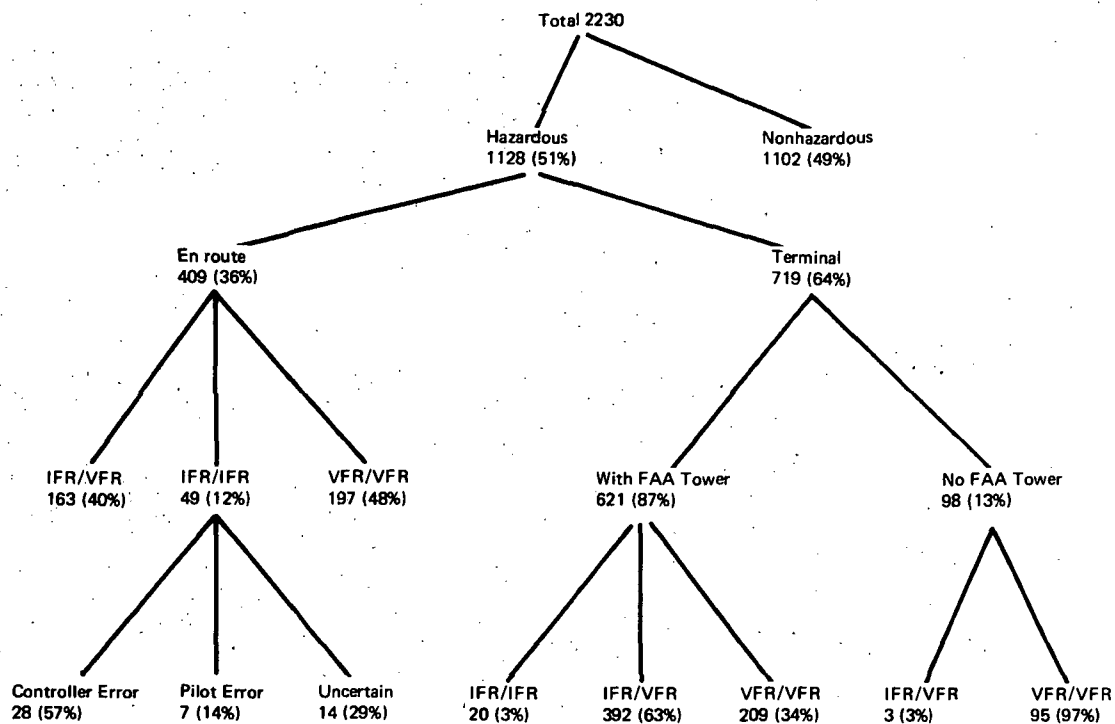 Total 2230
Hazardous
1128 (51%)
Nonhazardous
1102 (49%)
En route
409 (36%)
Terminal
719 (64%)
IFR/VFR
163 (40%)
IFR/IFR
49 (12%)
VFR/VFR
197 (48%)
With FAA Tower
621 (87%)
No FAA Tower
98 (13%)
Controller Error
28 (57%)
Pilot Error
7 (14%)
Uncertain
14 (29%)
IFR/IFR
20 (3%)
IFR/VFR
392 (63%)
VFR/VFR
209 (34%)
IFR/VFR
3 (3%)
VFR/VFR
95 (97%)